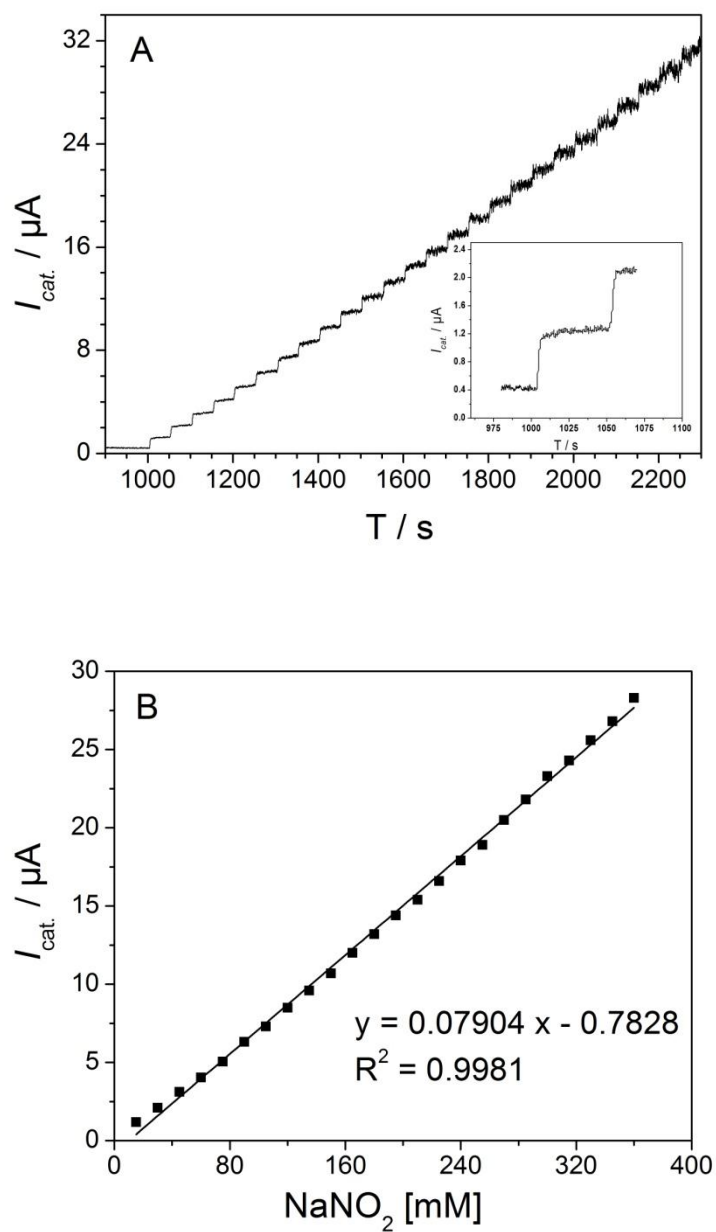 A
32
24
16
8
0
I cat. / µA
1000 1200 1400 1600 1800 2000 2200
T / s
2.4
2.0
1.6
1.2
0.8
0.4
0.0
I cat. / µA
975 1000 1025 1050 1075 1100
T / s
B
30
25
20
15
10
5
0
I cat. / µA
y = 0.07904 x - 0.7828
R² = 0.9981
0 80 160 240 320 400
NaNO₂ [mM]